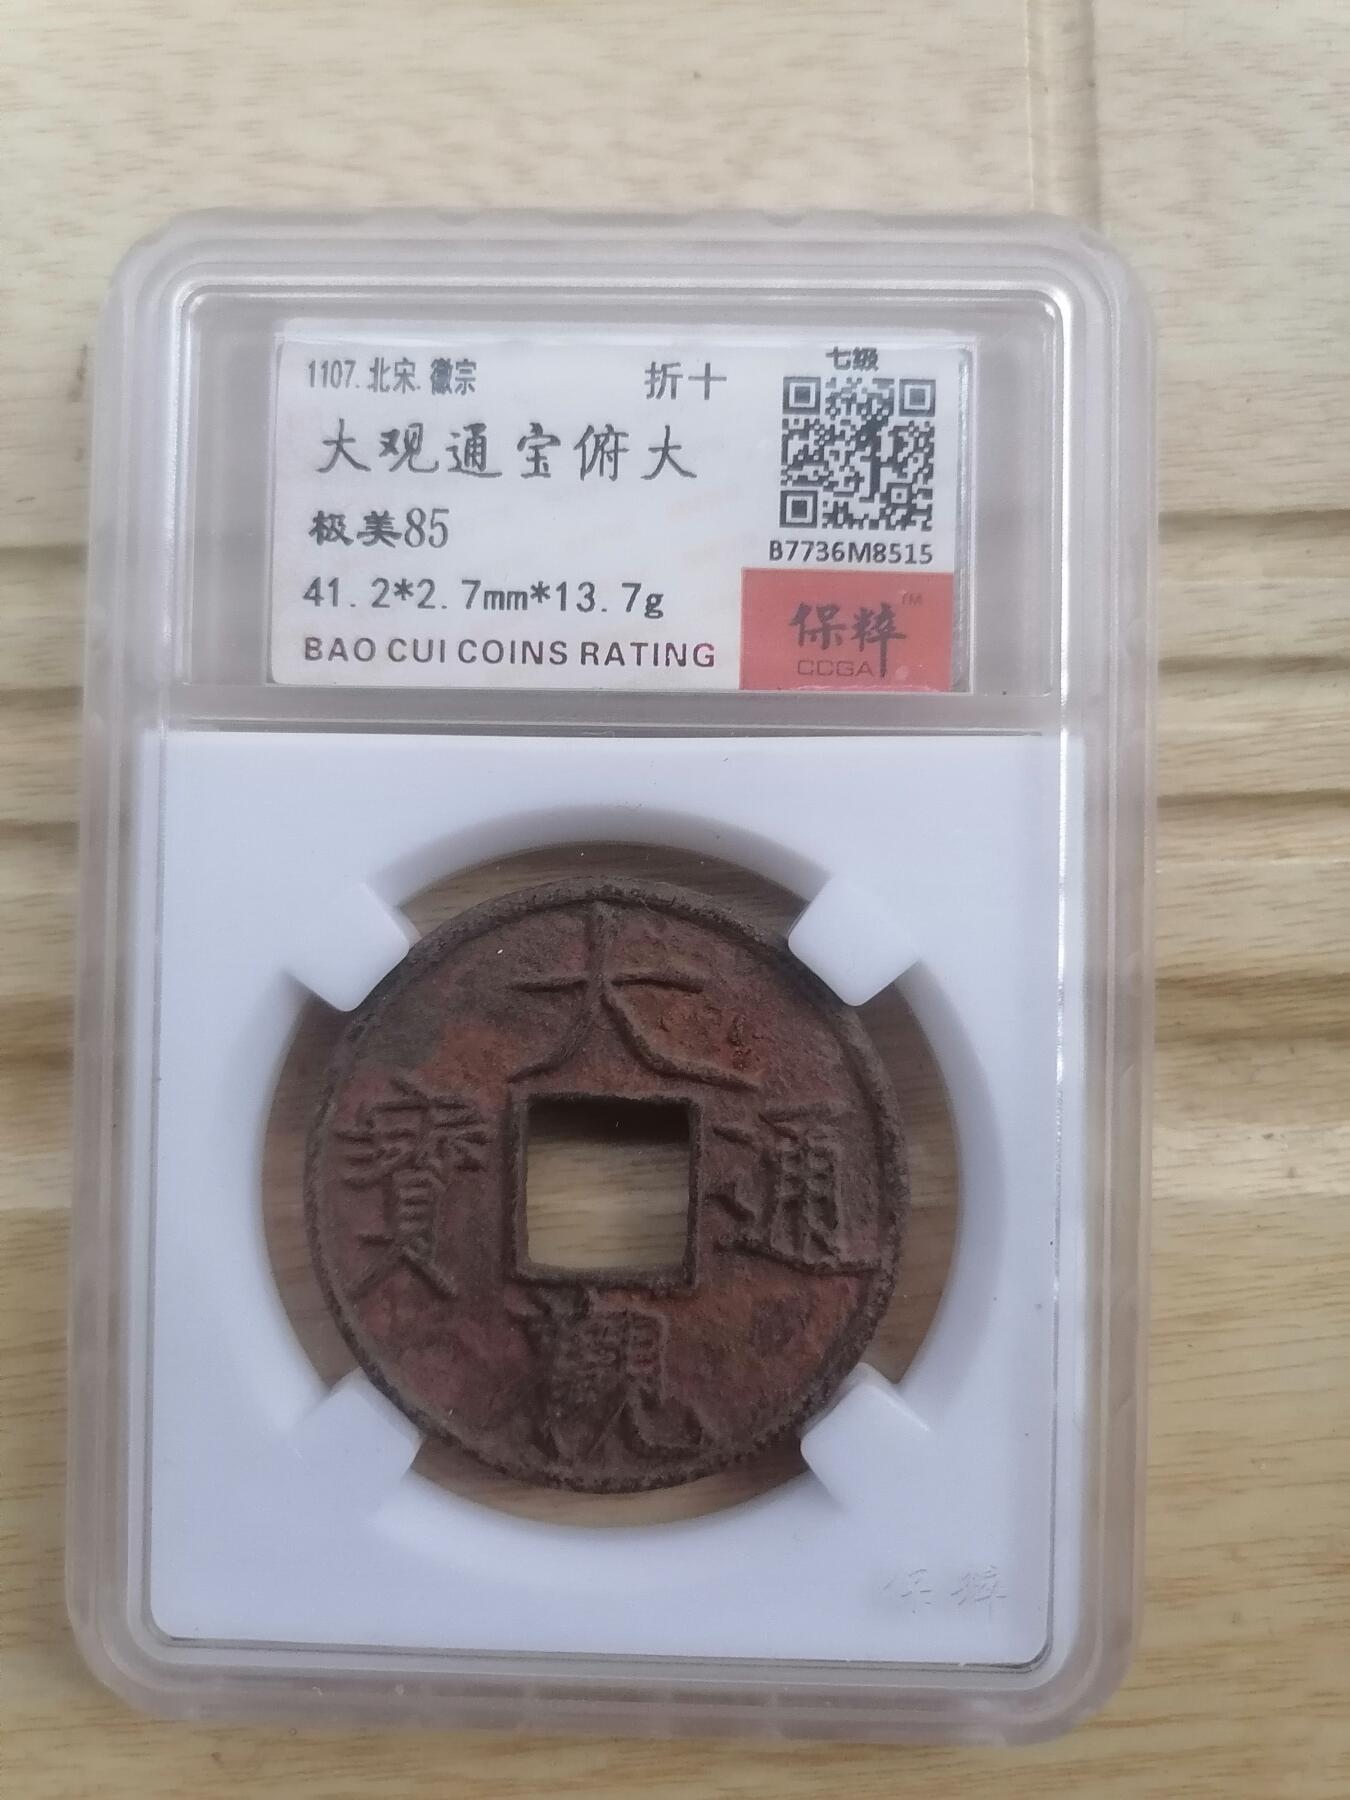 1107.北宋.徽宗 折十
大观通宝俯大
极美85
41.2*2.7mm*13.7g
BAO CUI COINS RATING
七级
B7736M8515
保粹™
CCGA
大
寶 通
觀
保粹